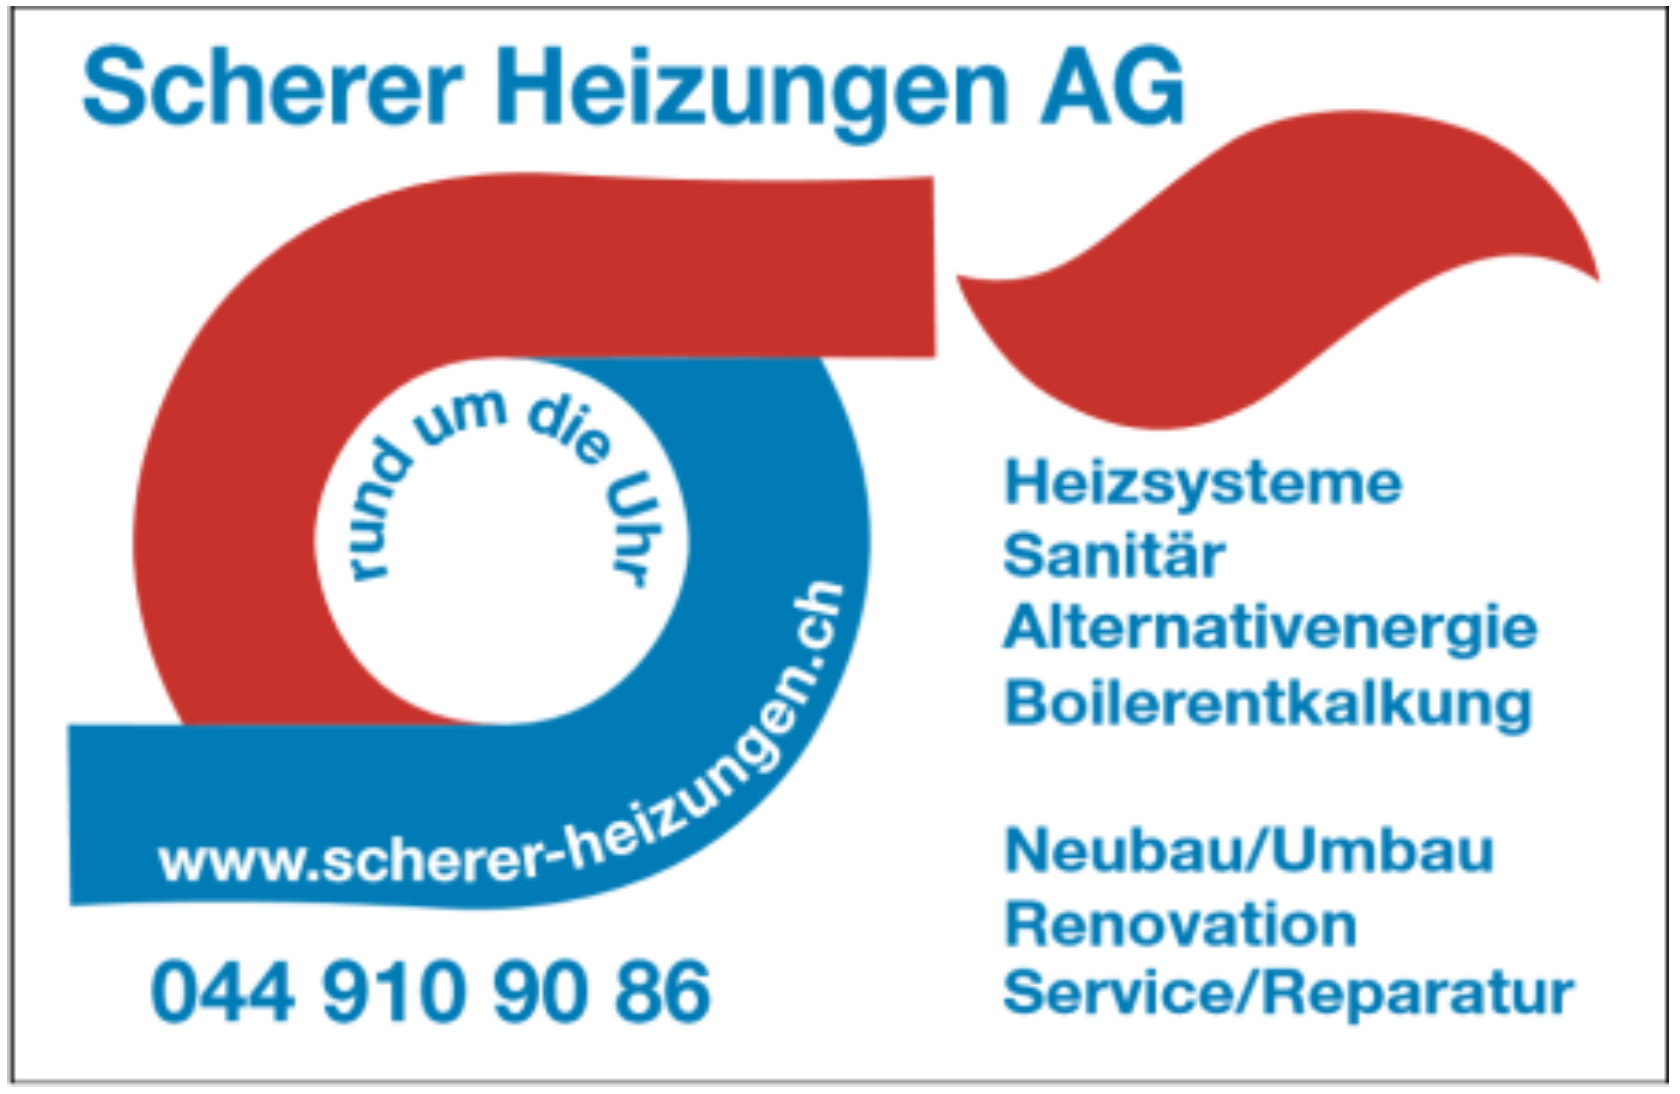 Scherer Heizungen AG
rund um die Uhr
www.scherer-heizungen.ch
044 910 90 86
Heizsysteme
Sanitär
Alternativenergie
Boilerentkalkung
Neubau/Umbau
Renovation
Service/Reparatur